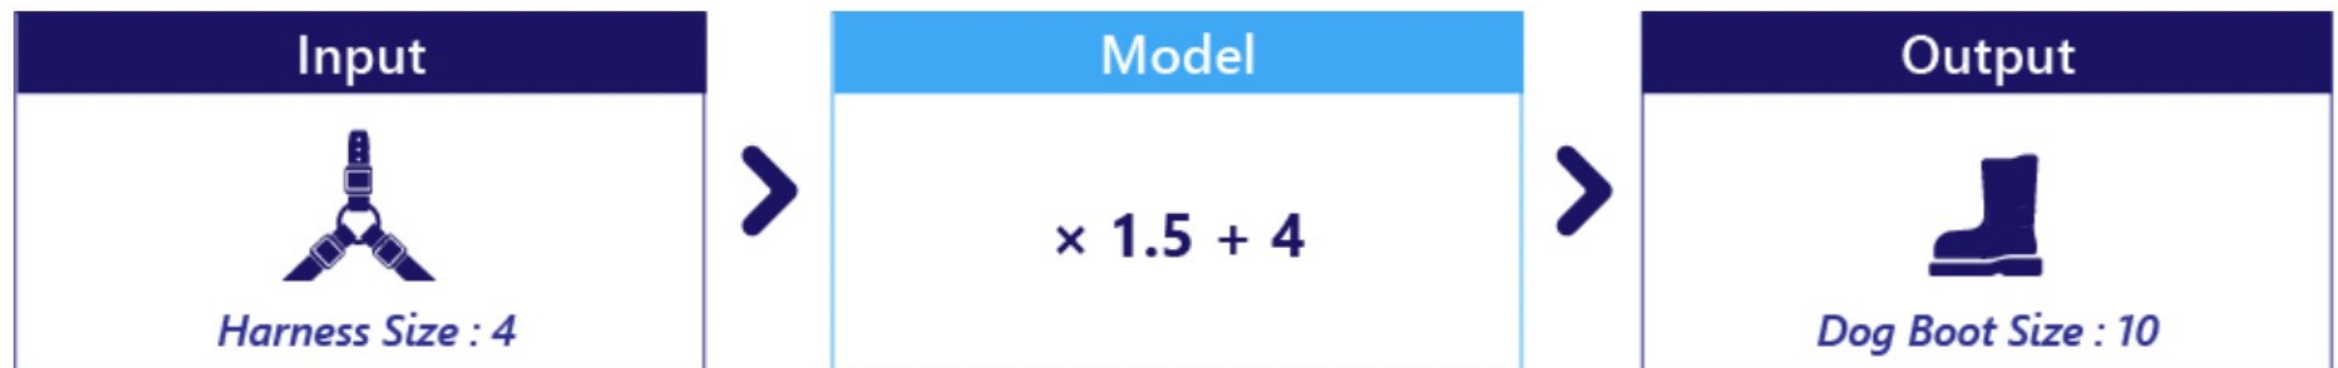 Input
Model
Output
× 1.5 + 4
Harness Size : 4
Dog Boot Size : 10